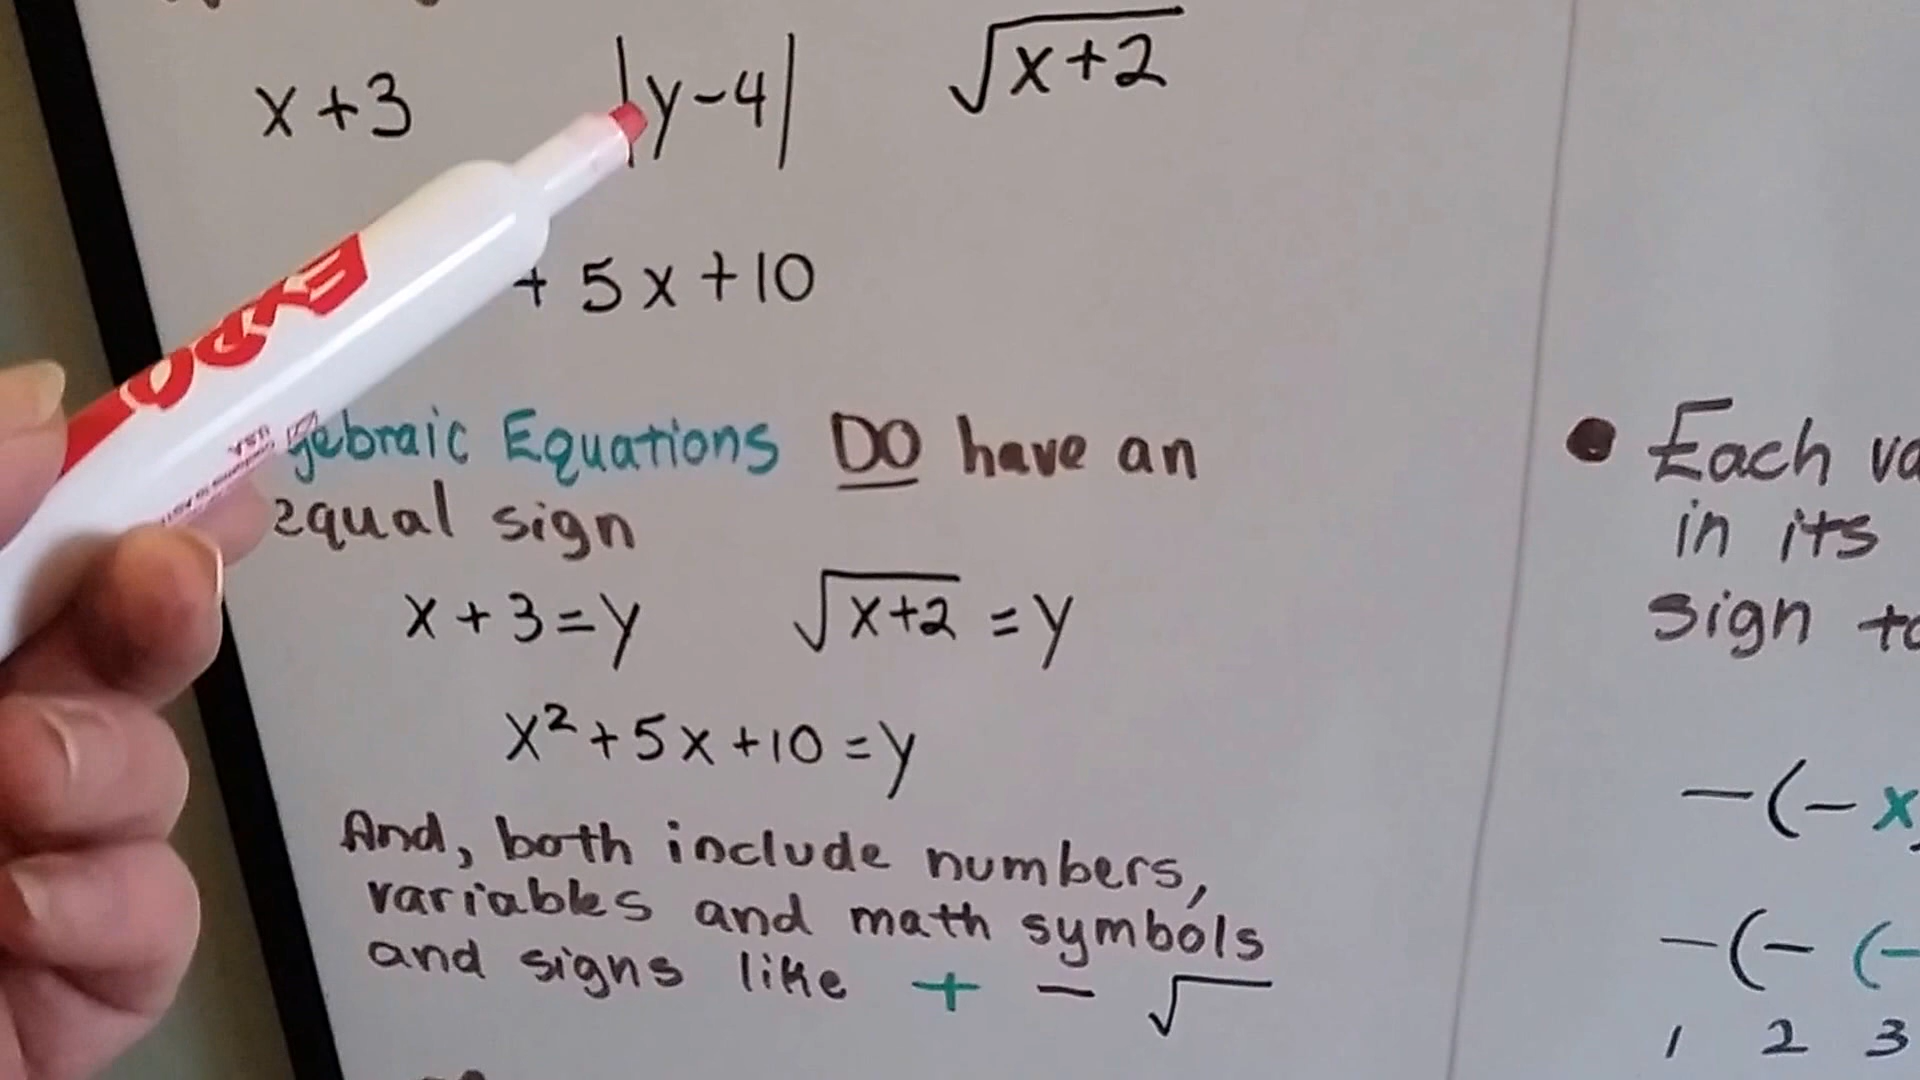 x + 3 |y - 4| √x+2
+ 5x + 10
EXPO
gebraic Equations DO have an
equal sign
x + 3 = y √x+2 = y
x² + 5x + 10 = y
And, both include numbers,
variables and math symbols
and signs like + - √
• Each va
in its
sign to
-(-x
-(-(-
1 2 3